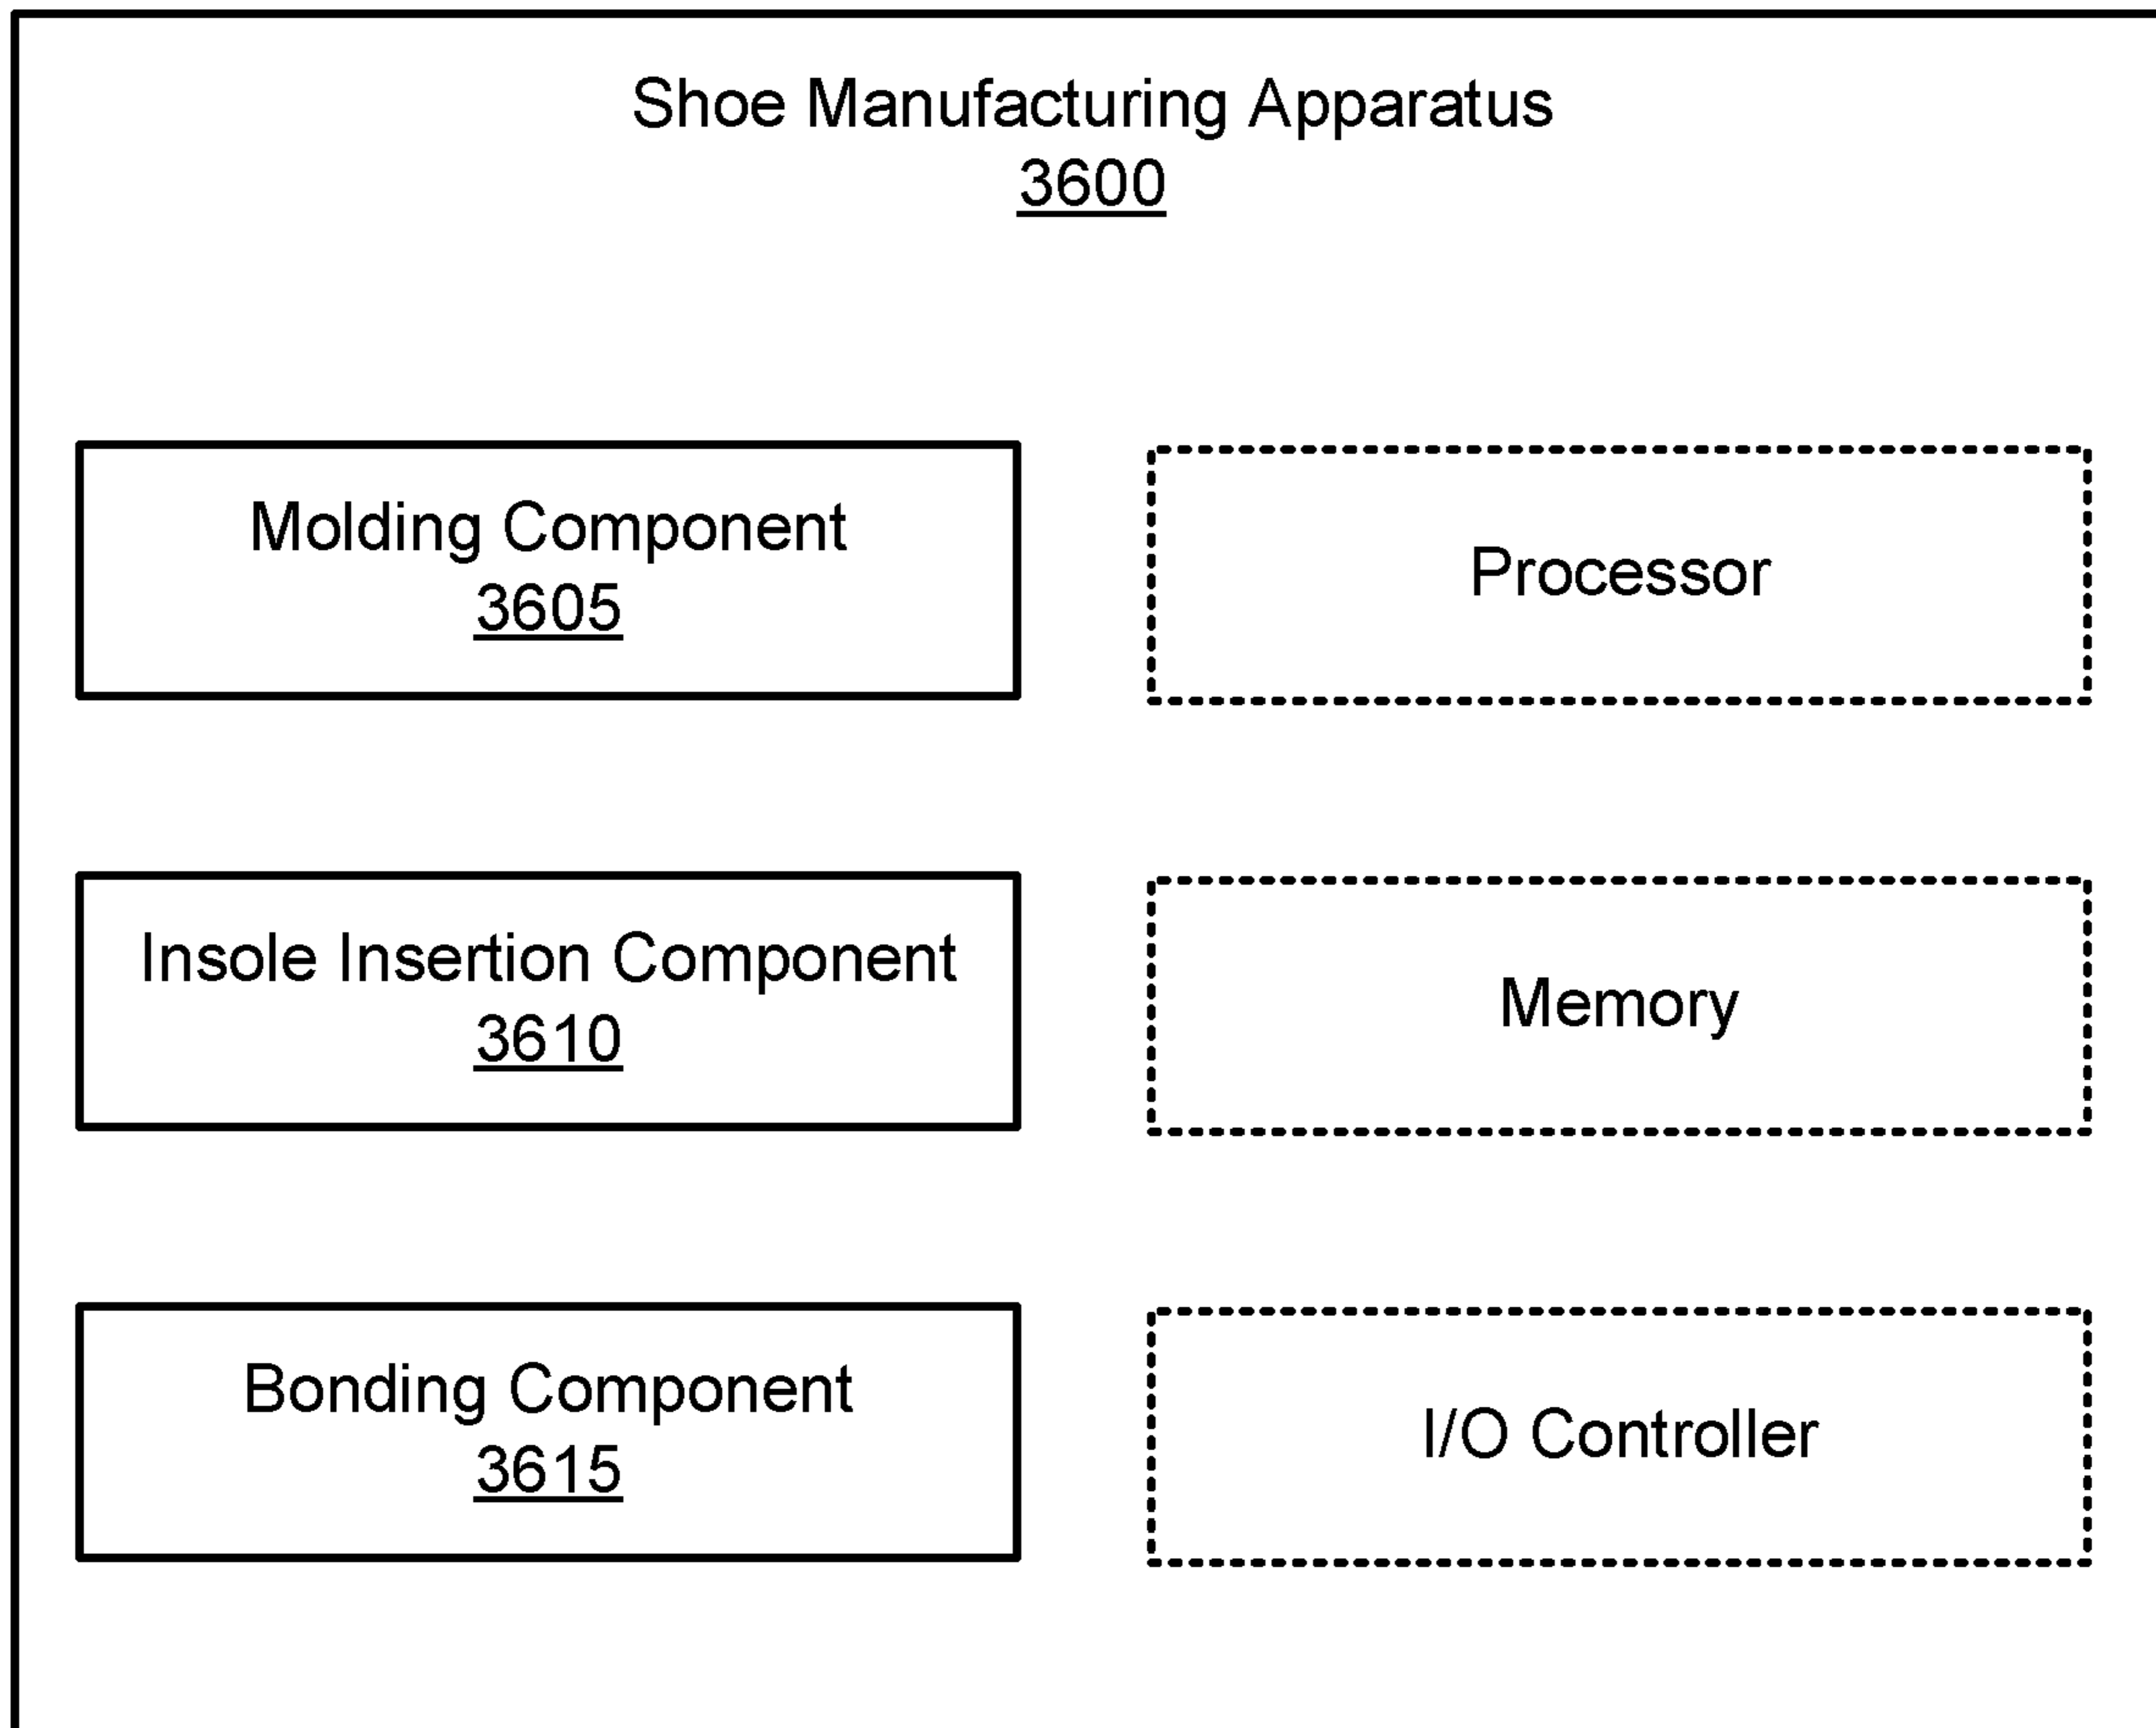 Shoe Manufacturing Apparatus
3600
Molding Component
3605
Processor
Insole Insertion Component
3610
Memory
Bonding Component
3615
I/O Controller